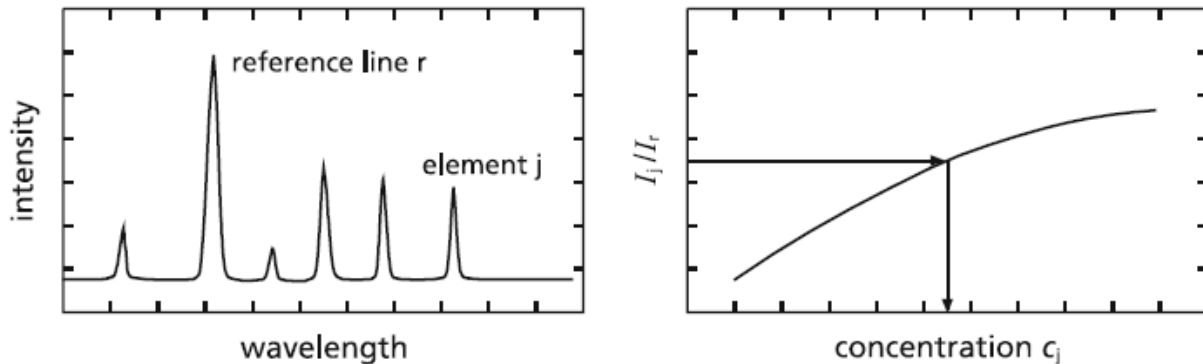 intensity
reference line r
element j
wavelength
I_j/I_r
concentration c_j